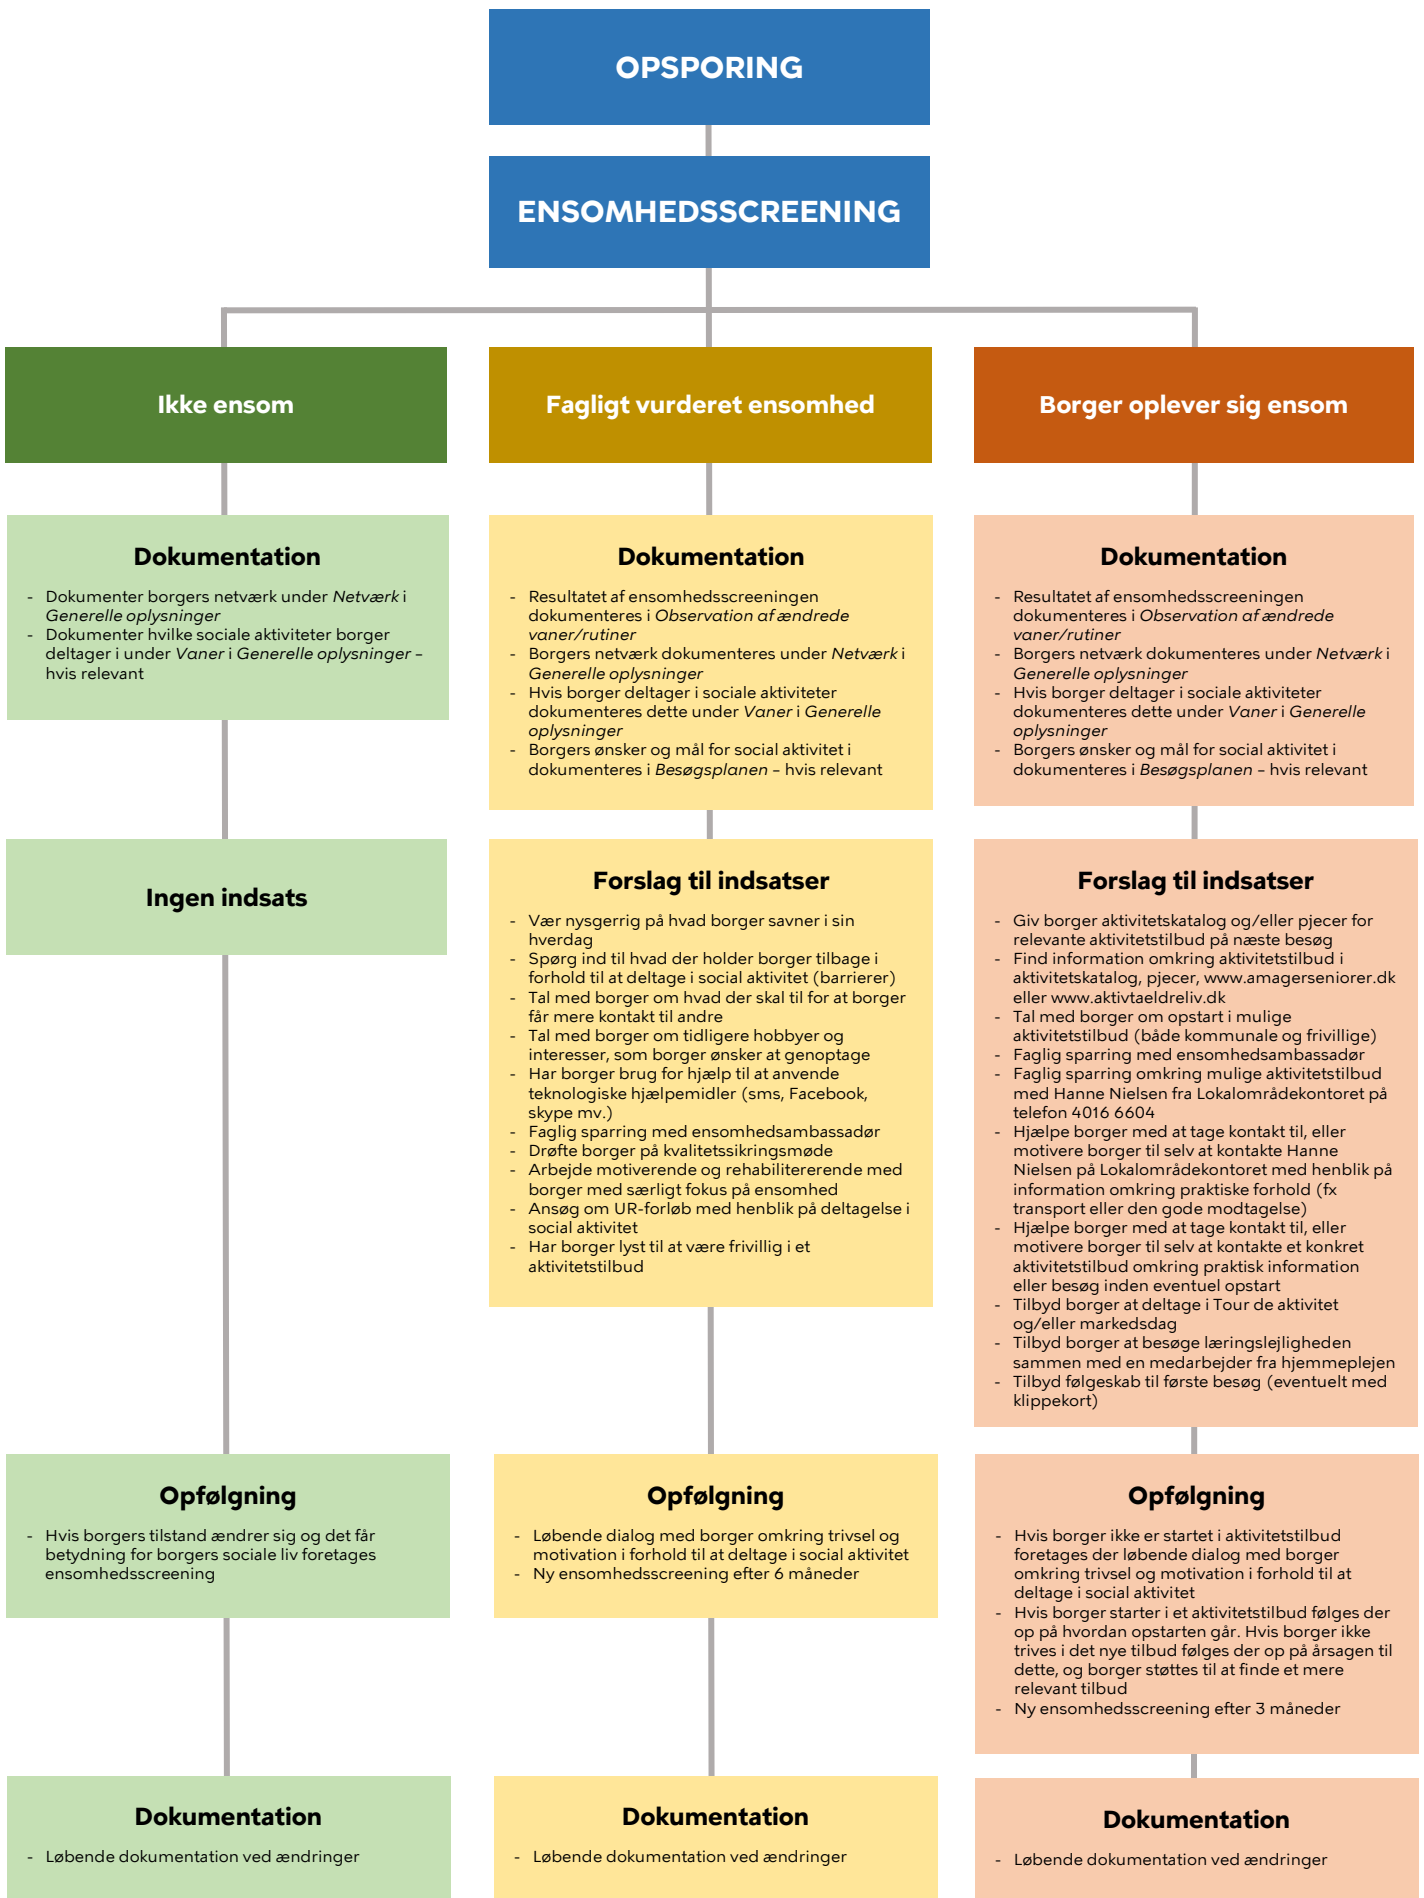 OPSPORING
ENSOMHEDSSCREENING
Ikke ensom
Dokumentation
- Dokumenter borgers netværk under Netværk i
Generelle oplysninger
- Dokumenter hvilke sociale aktiviteter borger
deltager i under Vaner i Generelle oplysninger –
hvis relevant
Ingen indsats
Opfølgning
- Hvis borgers tilstand ændrer sig og det får
betydning for borgers sociale liv foretages
ensomhedsscreening
Dokumentation
- Løbende dokumentation ved ændringer
Fagligt vurderet ensomhed
Dokumentation
- Resultatet af ensomhedsscreeningen
dokumenteres i Observation af ændrede
vaner/rutiner
- Borgers netværk dokumenteres under Netværk i
Generelle oplysninger
- Hvis borger deltager i sociale aktiviteter
dokumenteres dette under Vaner i Generelle
oplysninger
- Borgers ønsker og mål for social aktivitet i
dokumenteres i Besøgsplanen – hvis relevant
Forslag til indsatser
- Vær nysgerrig på hvad borger savner i sin
hverdag
- Spørg ind til hvad der holder borger tilbage i
forhold til at deltage i social aktivitet (barrierer)
- Tal med borger om hvad der skal til for at borger
får mere kontakt til andre
- Tal med borger om tidligere hobbyer og
interesser, som borger ønsker at genoptage
- Har borger brug for hjælp til at anvende
teknologiske hjælpemidler (sms, Facebook,
skype mv.)
- Faglig sparring med ensomhedsambassadør
- Drøfte borger på kvalitetssikringsmøde
- Arbejde motiverende og rehabilitererende med
borger med særligt fokus på ensomhed
- Ansøg om UR-forløb med henblik på deltagelse i
social aktivitet
- Har borger lyst til at være frivillig i et
aktivitetstilbud
Opfølgning
- Løbende dialog med borger omkring trivsel og
motivation i forhold til at deltage i social aktivitet
- Ny ensomhedsscreening efter 6 måneder
Dokumentation
- Løbende dokumentation ved ændringer
Borger oplever sig ensom
Dokumentation
- Resultatet af ensomhedsscreeningen
dokumenteres i Observation af ændrede
vaner/rutiner
- Borgers netværk dokumenteres under Netværk i
Generelle oplysninger
- Hvis borger deltager i sociale aktiviteter
dokumenteres dette under Vaner i Generelle
oplysninger
- Borgers ønsker og mål for social aktivitet i
dokumenteres i Besøgsplanen – hvis relevant
Forslag til indsatser
- Giv borger aktivitetskatalog og/eller pjecer for
relevante aktivitetstilbud på næste besøg
- Find information omkring aktivitetstilbud i
aktivitetskatalog, pjecer, www.amagerseniorer.dk
eller www.aktivtaeldreliv.dk
- Tal med borger om opstart i mulige
aktivitetstilbud (både kommunale og frivillige)
- Faglig sparring med ensomhedsambassadør
- Faglig sparring omkring mulige aktivitetstilbud
med Hanne Nielsen fra Lokalområdekontoret på
telefon 4016 6604
- Hjælpe borger med at tage kontakt til, eller
motivere borger til selv at kontakte Hanne
Nielsen på Lokalområdekontoret med henblik på
information omkring praktiske forhold (fx
transport eller den gode modtagelse)
- Hjælpe borger med at tage kontakt til, eller
motivere borger til selv at kontakte et konkret
aktivitetstilbud omkring praktisk information
eller besøg inden eventuel opstart
- Tilbyd borger at deltage i Tour de aktivitet
og/eller markedsdag
- Tilbyd borger at besøge læringslejligheden
sammen med en medarbejder fra hjemmeplejen
- Tilbyd følgeskab til første besøg (eventuelt med
klippekort)
Opfølgning
- Hvis borger ikke er startet i aktivitetstilbud
foretages der løbende dialog med borger
omkring trivsel og motivation i forhold til at
deltage i social aktivitet
- Hvis borger starter i et aktivitetstilbud følges der
op på hvordan opstarten går. Hvis borger ikke
trives i det nye tilbud følges der op på årsagen til
dette, og borger støttes til at finde et mere
relevant tilbud
- Ny ensomhedsscreening efter 3 måneder
Dokumentation
- Løbende dokumentation ved ændringer